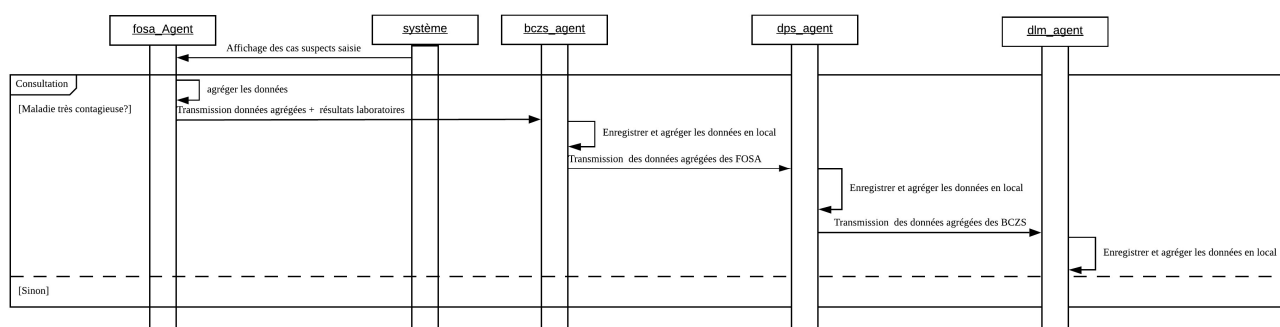 fosa_Agent
système
bczs_agent
dps_agent
dlm_agent
Affichage des cas suspects saisie
Consultation
agréger les données
[Maladie très contagieuse?]
Transmission données agrégées + résultats laboratoires
Enregistrer et agréger les données en local
Transmission des données agrégées des FOSA
Enregistrer et agréger les données en local
Transmission des données agrégées des BCZS
Enregistrer et agréger les données en local
[Sinon]